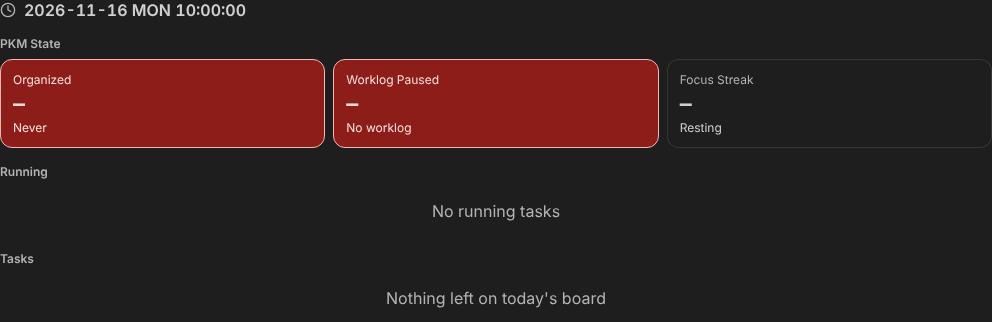 2026-11-16 MON 10:00:00
PKM State
Organized
–
Never
Worklog Paused
–
No worklog
Focus Streak
–
Resting
Running
No running tasks
Tasks
Nothing left on today's board